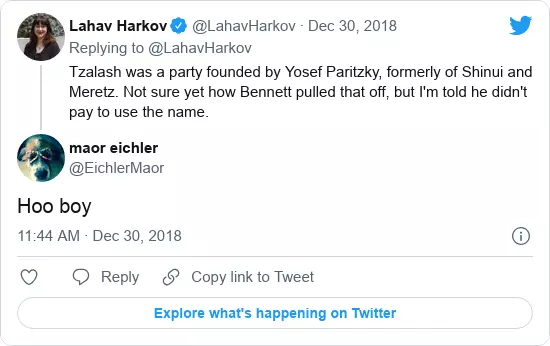 Lahav Harkov @LahavHarkov · Dec 30, 2018
Replying to @LahavHarkov
Tzalash was a party founded by Yosef Paritzky, formerly of Shinui and
Meretz. Not sure yet how Bennett pulled that off, but I'm told he didn't
pay to use the name.
maor eichler
@EichlerMaor
Hoo boy
11:44 AM · Dec 30, 2018
Reply Copy link to Tweet
Explore what's happening on Twitter